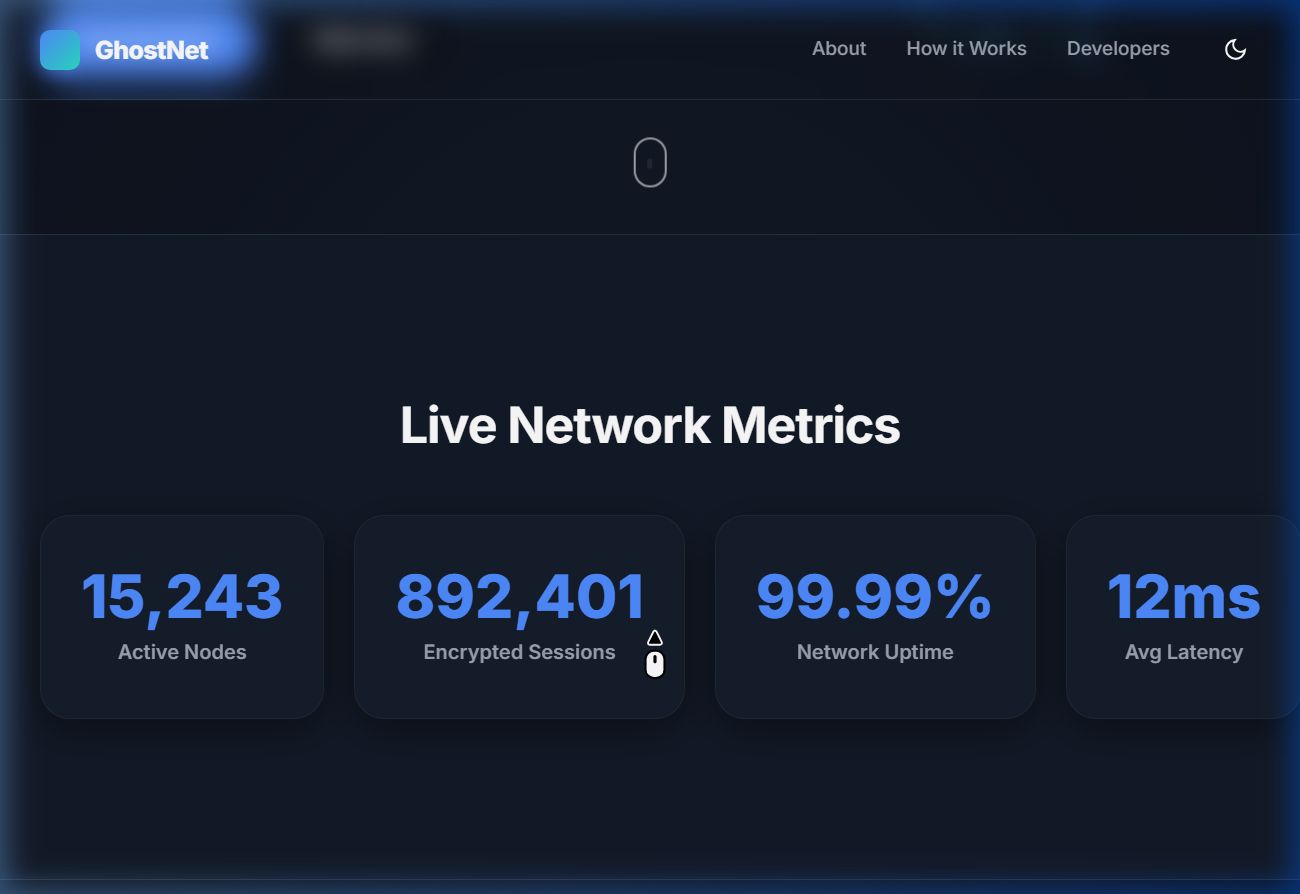 GhostNet
About
How it Works
Developers
Live Network Metrics
15,243
Active Nodes
892,401
Encrypted Sessions
99.99%
Network Uptime
12ms
Avg Latency